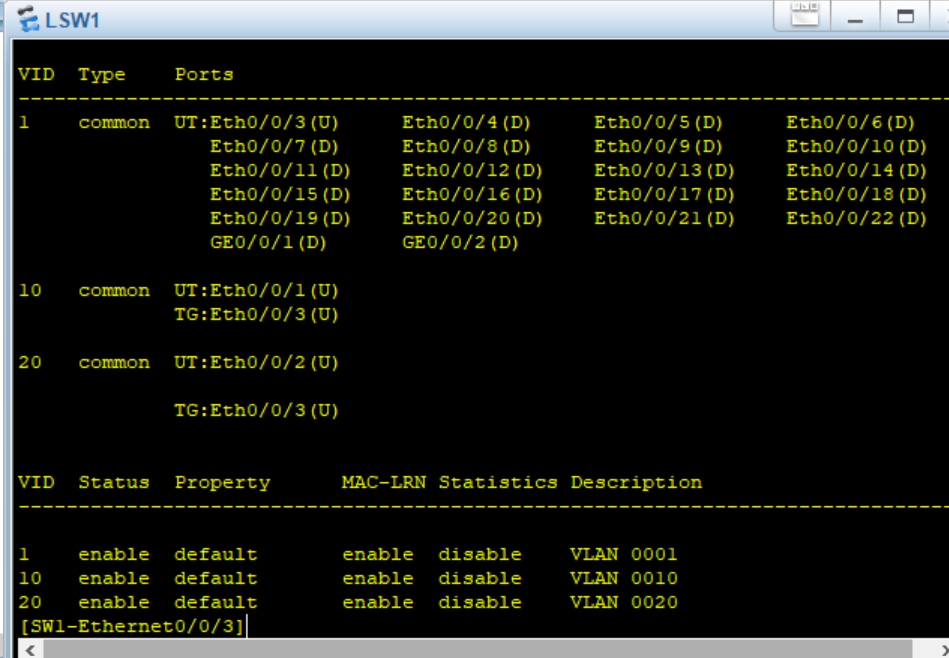 LSW1
VID  Type    Ports
--------------------------------------------------------------------------------
1    common  UT:Eth0/0/3(U)     Eth0/0/4(D)     Eth0/0/5(D)     Eth0/0/6(D)
                Eth0/0/7(D)     Eth0/0/8(D)     Eth0/0/9(D)     Eth0/0/10(D)
                Eth0/0/11(D)    Eth0/0/12(D)    Eth0/0/13(D)    Eth0/0/14(D)
                Eth0/0/15(D)    Eth0/0/16(D)    Eth0/0/17(D)    Eth0/0/18(D)
                Eth0/0/19(D)    Eth0/0/20(D)    Eth0/0/21(D)    Eth0/0/22(D)
                GE0/0/1(D)      GE0/0/2(D)
10   common  UT:Eth0/0/1(U)
             TG:Eth0/0/3(U)
20   common  UT:Eth0/0/2(U)
             TG:Eth0/0/3(U)
VID  Status  Property      MAC-LRN Statistics Description
--------------------------------------------------------------------------------
1    enable  default       enable  disable    VLAN 0001
10   enable  default       enable  disable    VLAN 0010
20   enable  default       enable  disable    VLAN 0020
[SW1-Ethernet0/0/3]